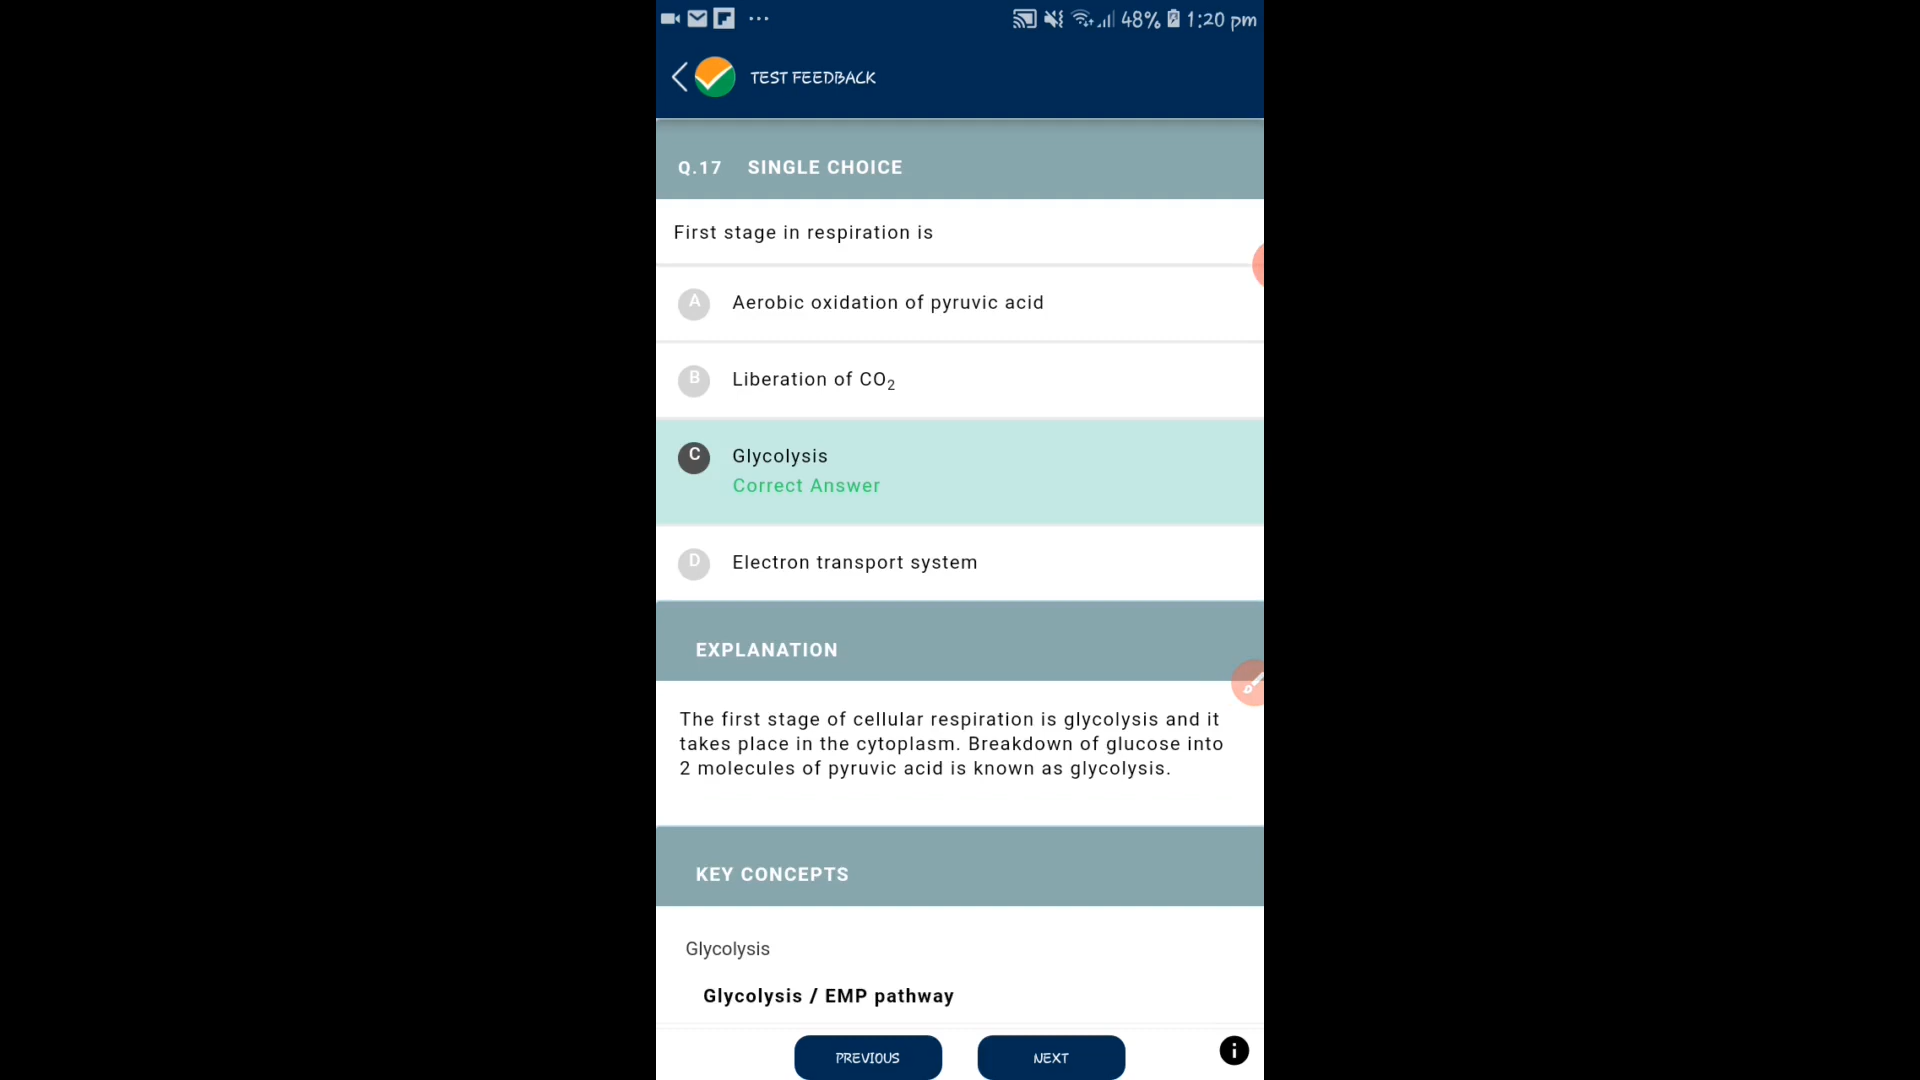 48% 1:20 pm
TEST FEEDBACK
Q.17 SINGLE CHOICE
First stage in respiration is
A Aerobic oxidation of pyruvic acid
B Liberation of CO₂
C Glycolysis
Correct Answer
D Electron transport system
EXPLANATION
The first stage of cellular respiration is glycolysis and it
takes place in the cytoplasm. Breakdown of glucose into
2 molecules of pyruvic acid is known as glycolysis.
KEY CONCEPTS
Glycolysis
Glycolysis / EMP pathway
PREVIOUS NEXT